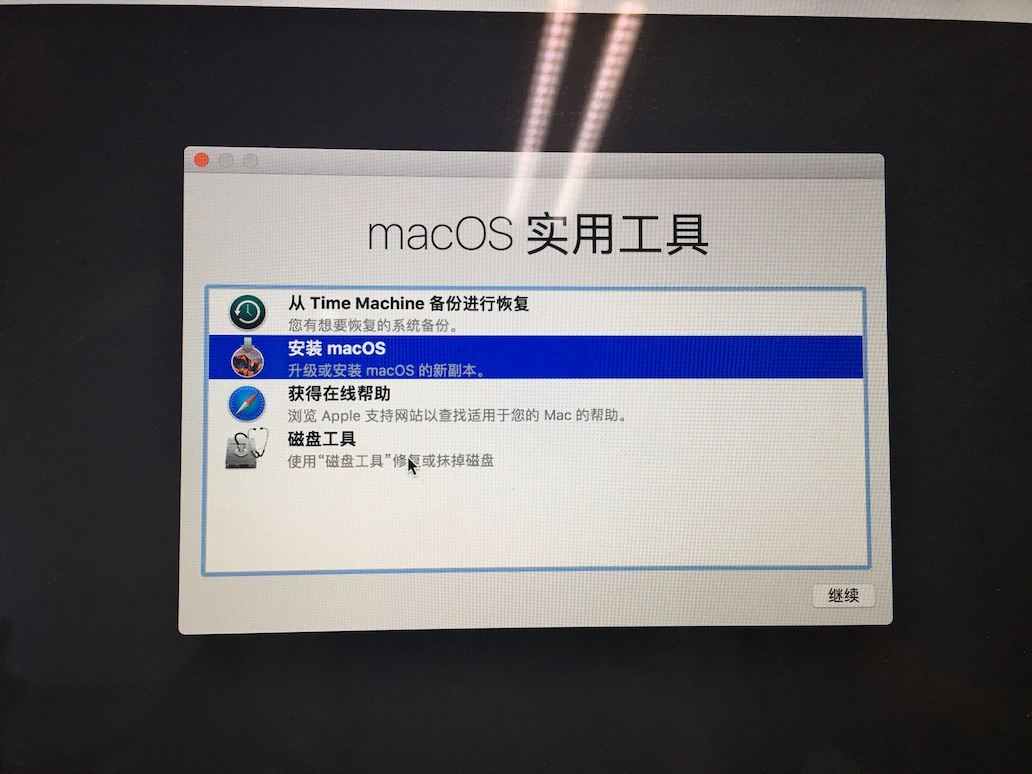 macOS 实用工具
从 Time Machine 备份进行恢复
您有想要恢复的系统备份。
安装 macOS
升级或安装 macOS 的新副本。
获得在线帮助
浏览 Apple 支持网站以查找适用于您的 Mac 的帮助。
磁盘工具
使用“磁盘工具”修复或抹掉磁盘
继续